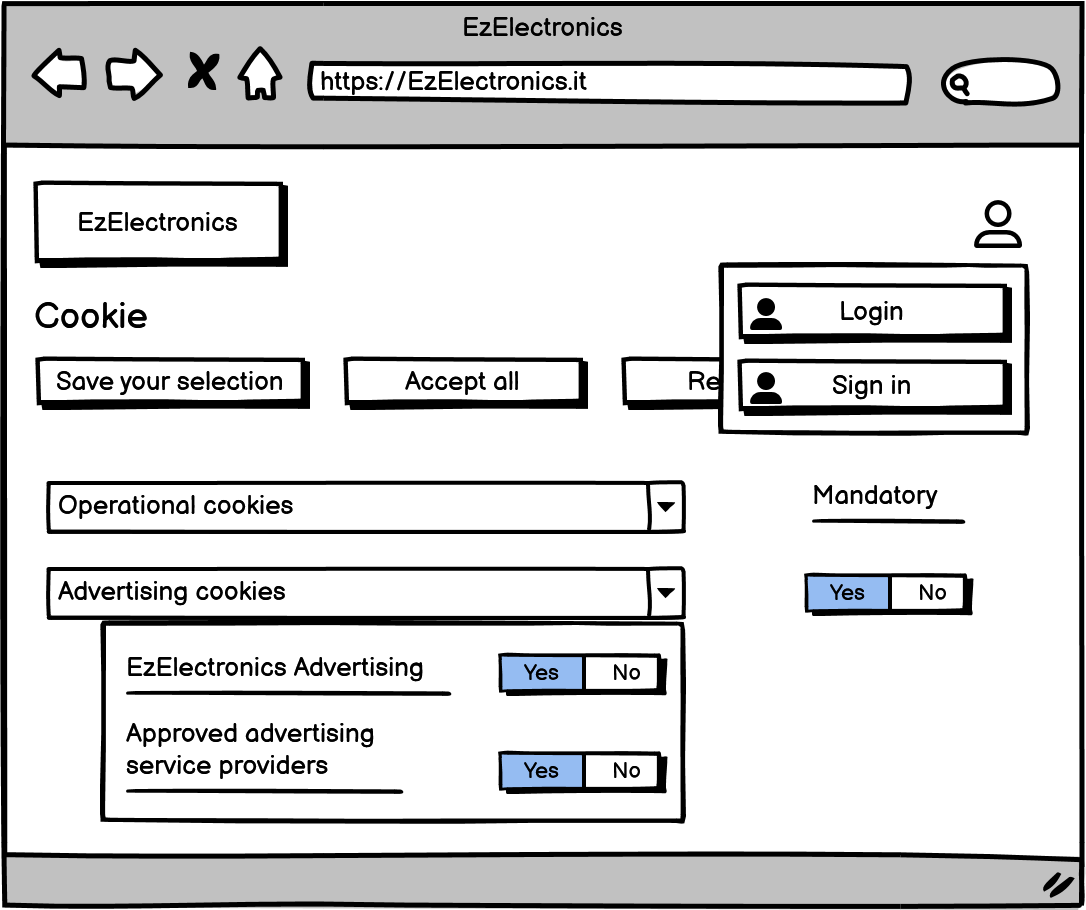 EzElectronics
https://EzElectronics.it
EzElectronics
Cookie
Login
Save your selection
Accept all
Re
Sign in
Operational cookies
Mandatory
Advertising cookies
Yes No
EzElectronics Advertising
Yes No
Approved advertising
service providers
Yes No